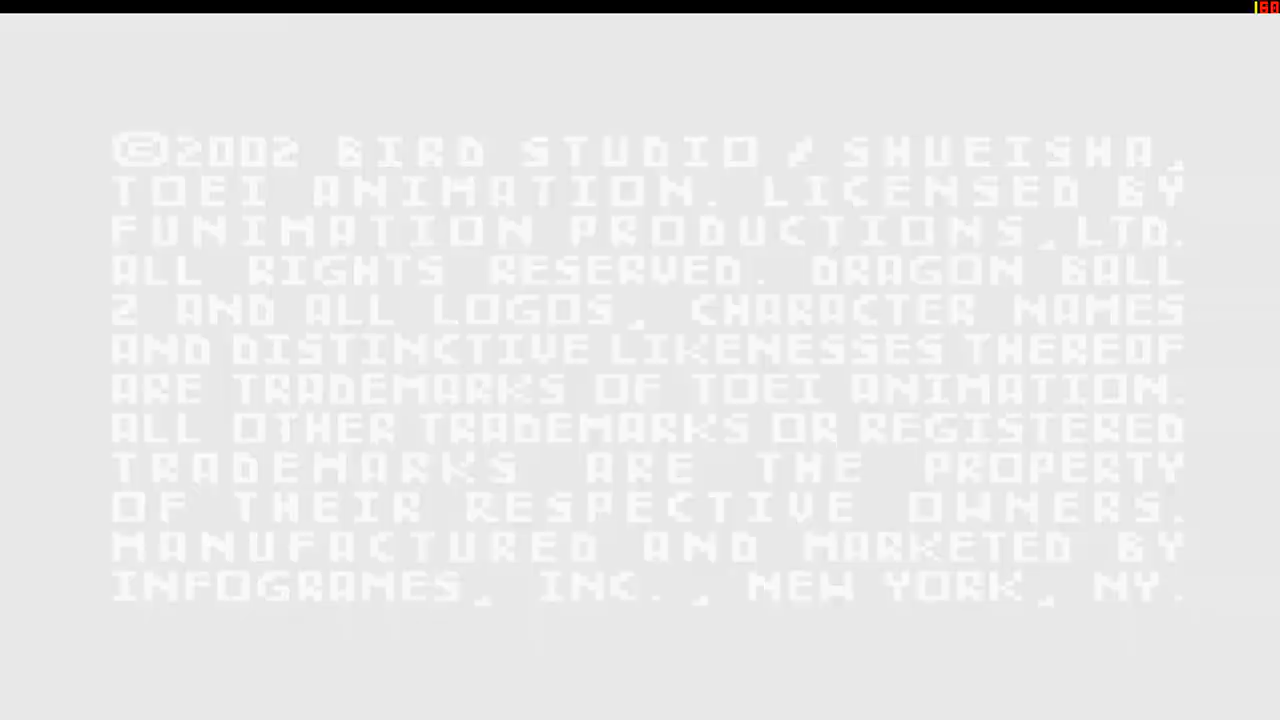 ©2002 BIRD STUDIO / SHUEISHA,
TOEI ANIMATION. LICENSED BY
FUNIMATION PRODUCTIONS,LTD.
ALL RIGHTS RESERVED. DRAGON BALL
Z AND ALL LOGOS, CHARACTER NAMES
AND DISTINCTIVE LIKENESSES THEREOF
ARE TRADEMARKS OF TOEI ANIMATION.
ALL OTHER TRADEMARKS OR REGISTERED
TRADEMARKS ARE THE PROPERTY
OF THEIR RESPECTIVE OWNERS.
MANUFACTURED AND MARKETED BY
INFOGRAMES, INC., NEW YORK, NY.